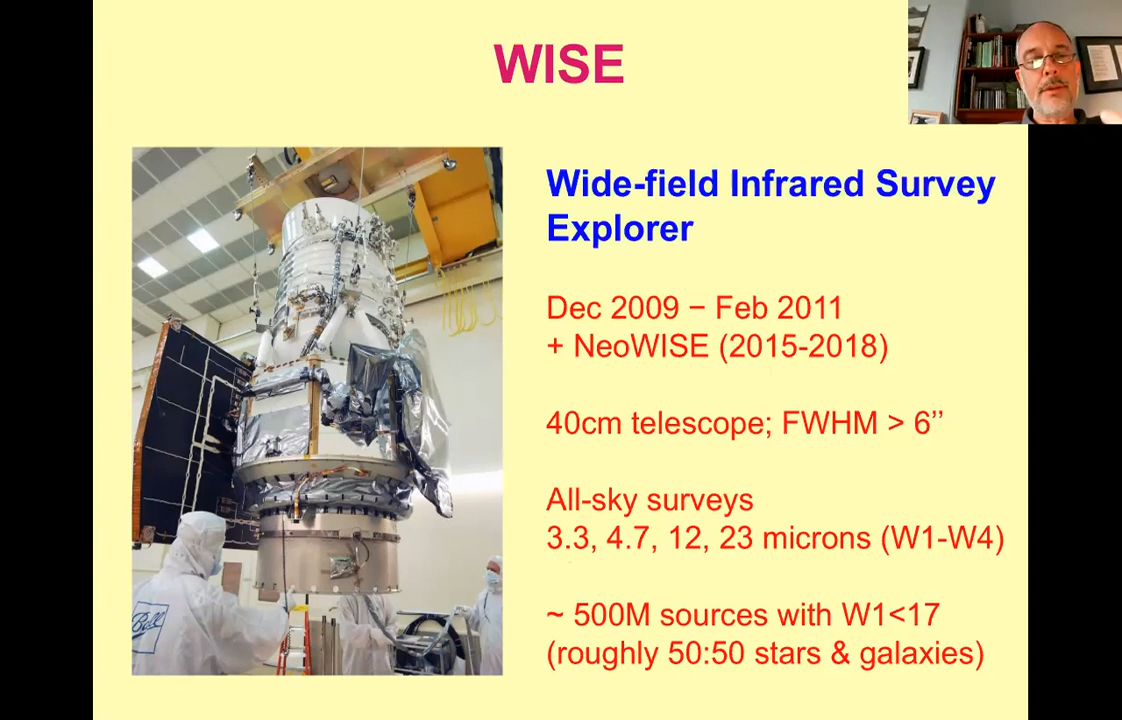 WISE
Wide-field Infrared Survey
Explorer
Dec 2009 − Feb 2011
+ NeoWISE (2015-2018)
40cm telescope; FWHM > 6’’
All-sky surveys
3.3, 4.7, 12, 23 microns (W1-W4)
~ 500M sources with W1<17
(roughly 50:50 stars & galaxies)
Ball